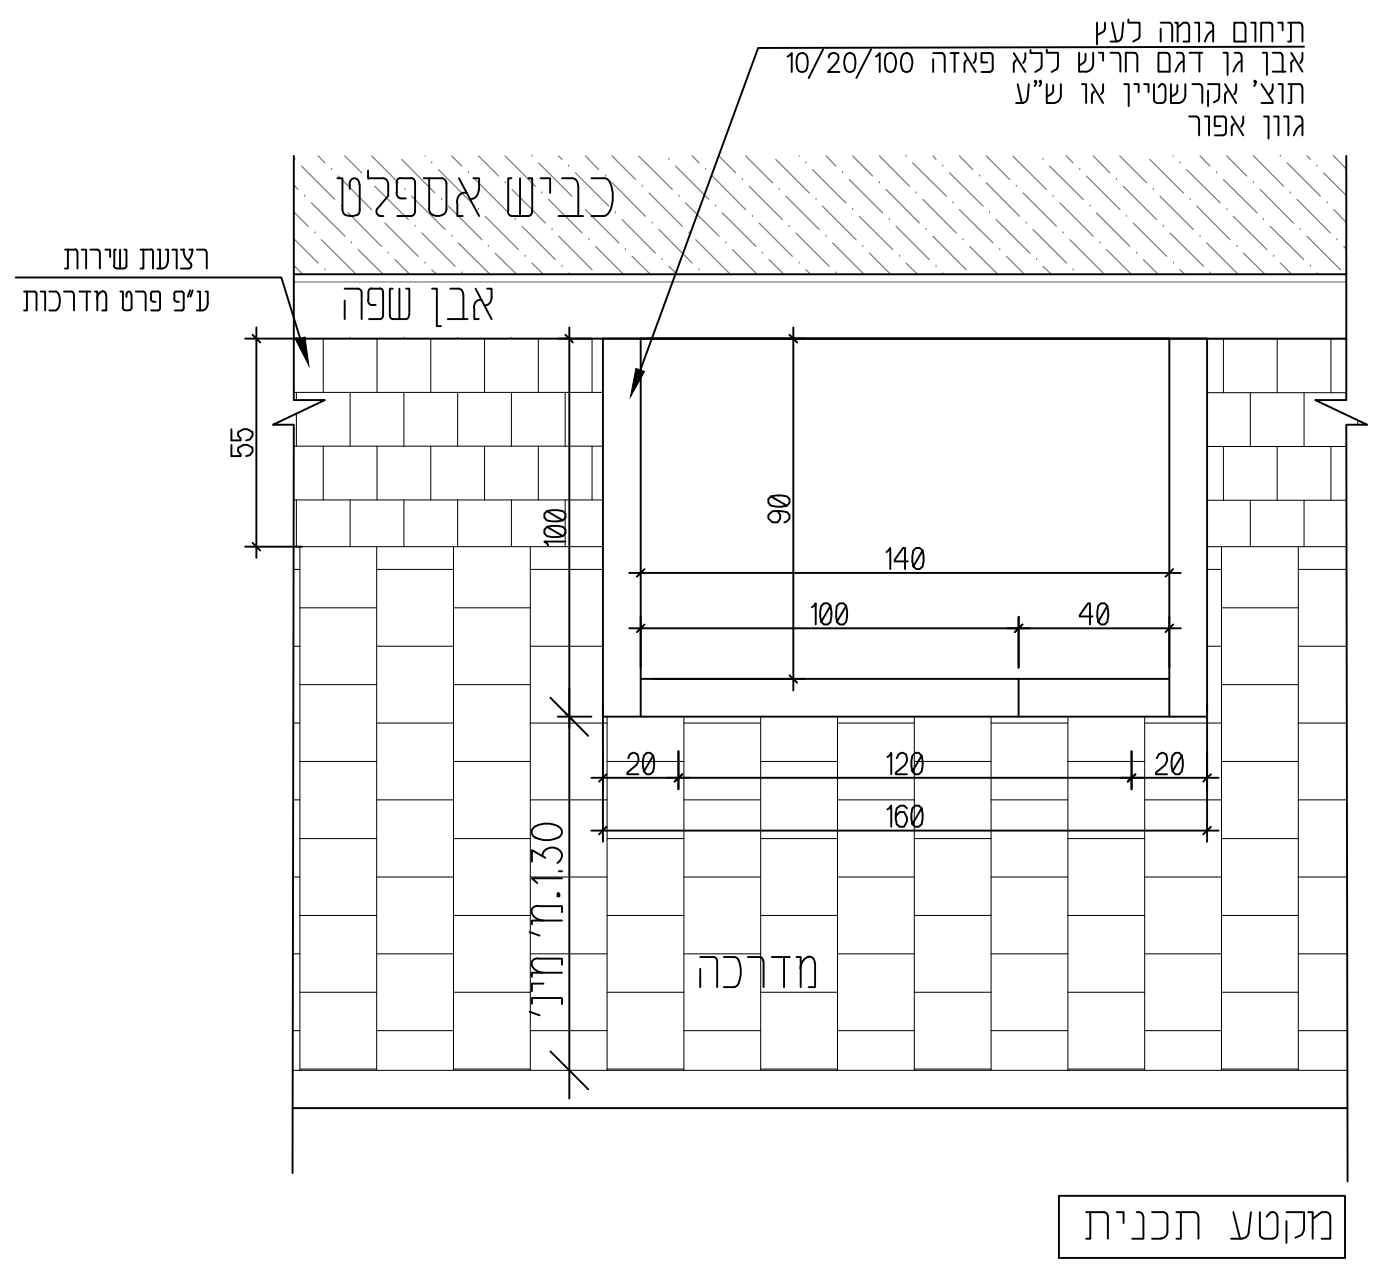 תיחום גומה לעץ
אבן גן דגם חריש ללא פאזה 10/20/100
תוצ' אקרשטיין או ש"ע
גוון אפור
כביש אספלט
רצועת שירות
ע"פ פרט מדרכות
אבן שפה
55
100
90
140
100
40
20
120
20
160
1.30.מ' מינ'
מדרכה
מקטע תכנית